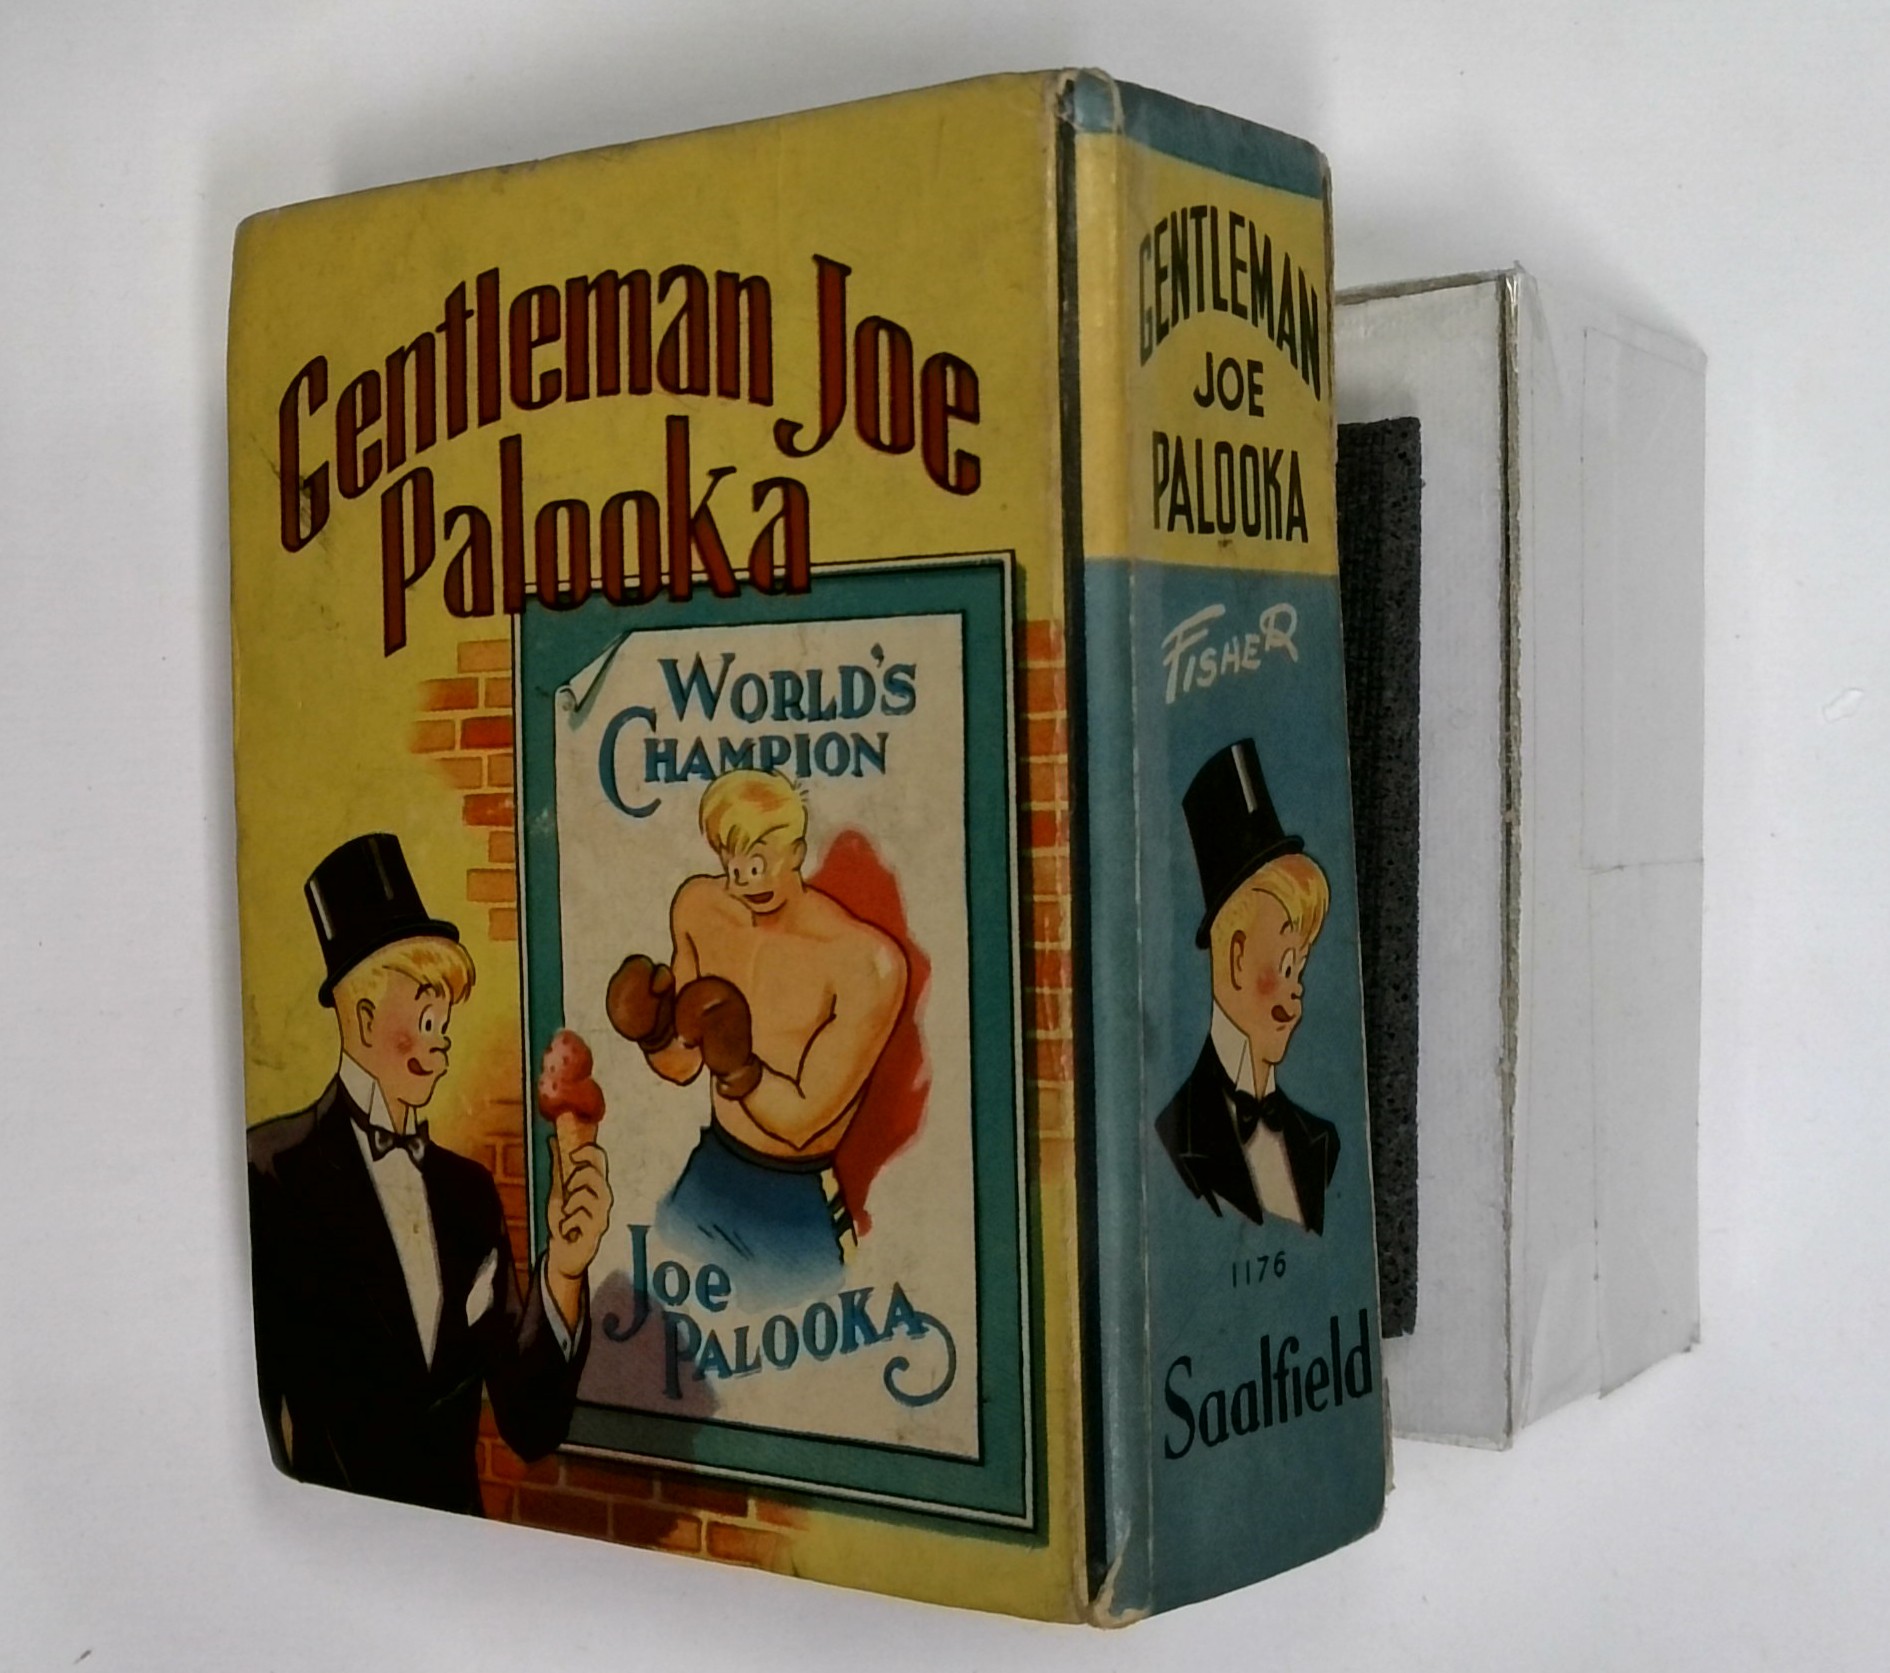 Gentleman Joe
Palooka
WORLD'S
CHAMPION
JOE
PALOOKA
GENTLEMAN
JOE
PALOOKA
FISHER
1176
Saalfield